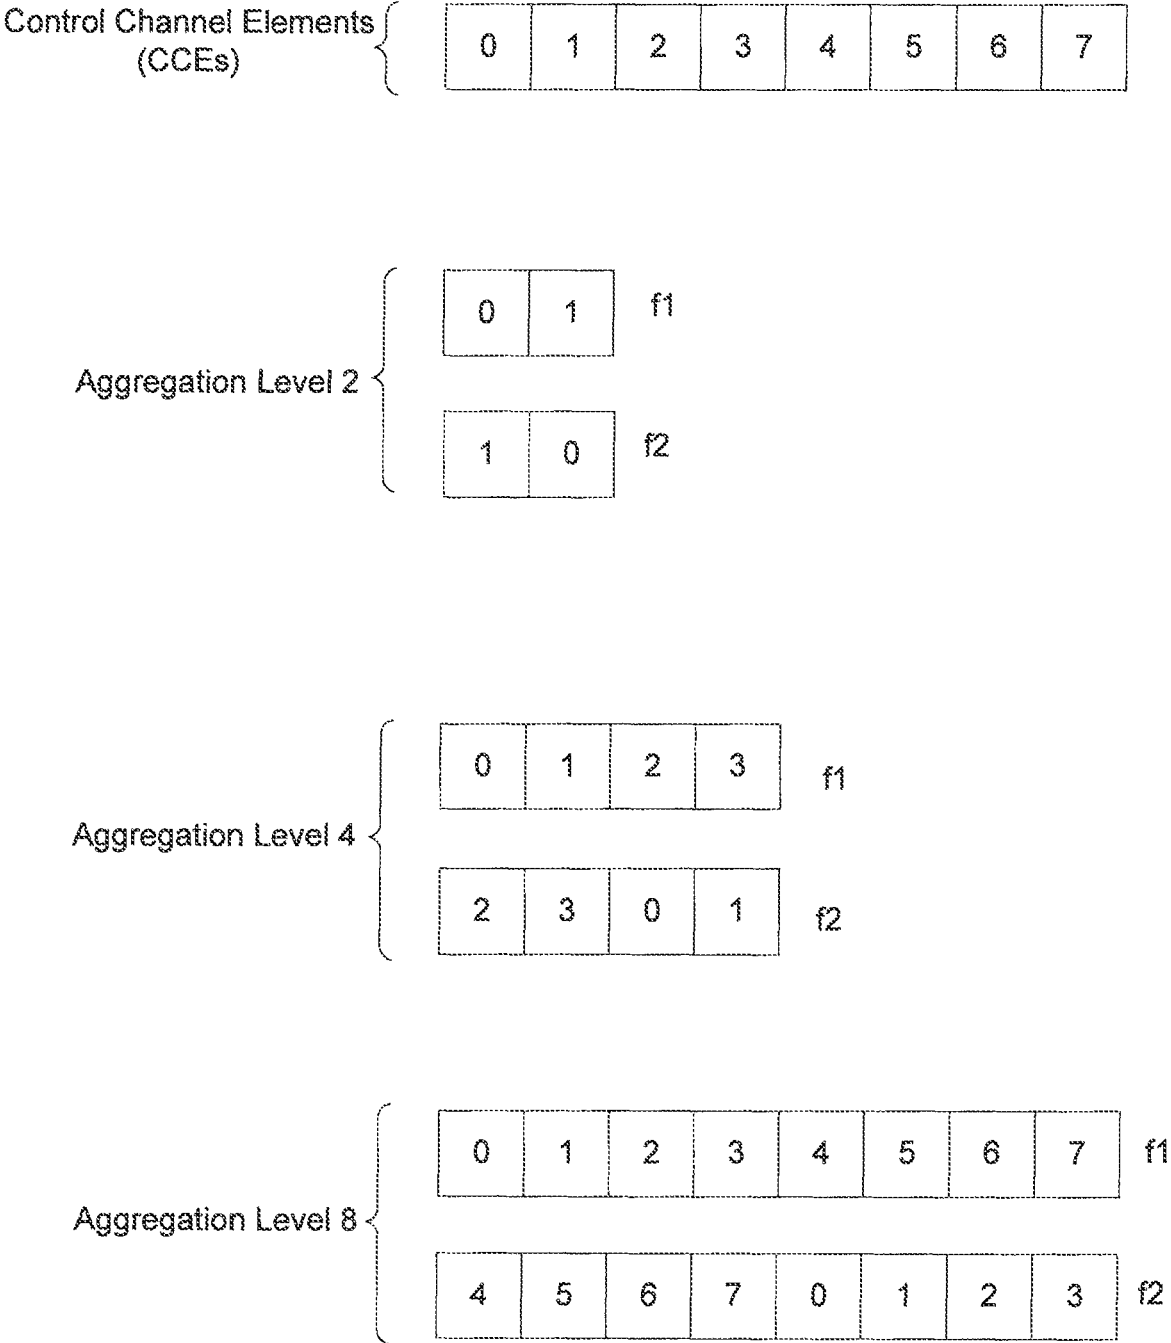 Control Channel Elements
(CCEs)
0 1 2 3 4 5 6 7
0 1 f1
Aggregation Level 2
1 0 f2
0 1 2 3 f1
Aggregation Level 4
2 3 0 1 f2
0 1 2 3 4 5 6 7 f1
Aggregation Level 8
4 5 6 7 0 1 2 3 f2